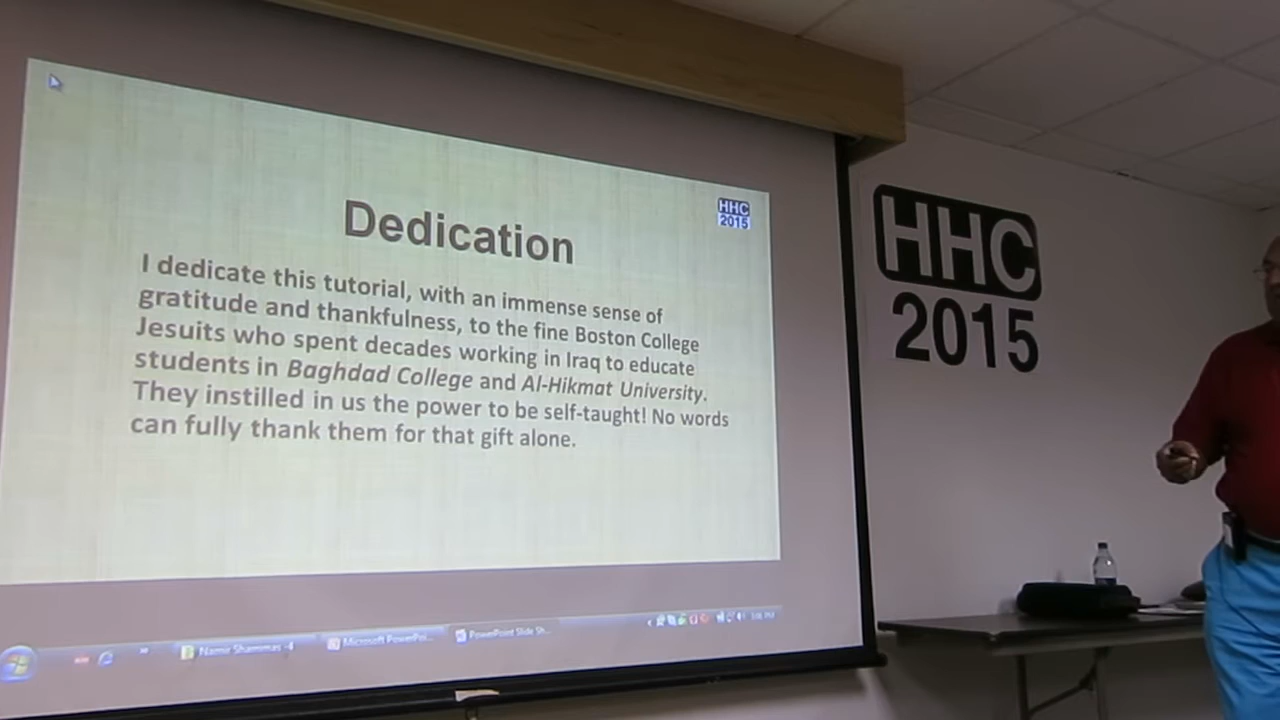 HHC
2015
Dedication
I dedicate this tutorial, with an immense sense of
gratitude and thankfulness, to the fine Boston College
Jesuits who spent decades working in Iraq to educate
students in Baghdad College and Al-Hikmat University.
They instilled in us the power to be self-taught! No words
can fully thank them for that gift alone.
HHC
2015
Namir Shammas -4
Microsoft PowerPoi...
PowerPoint Slide Sh...